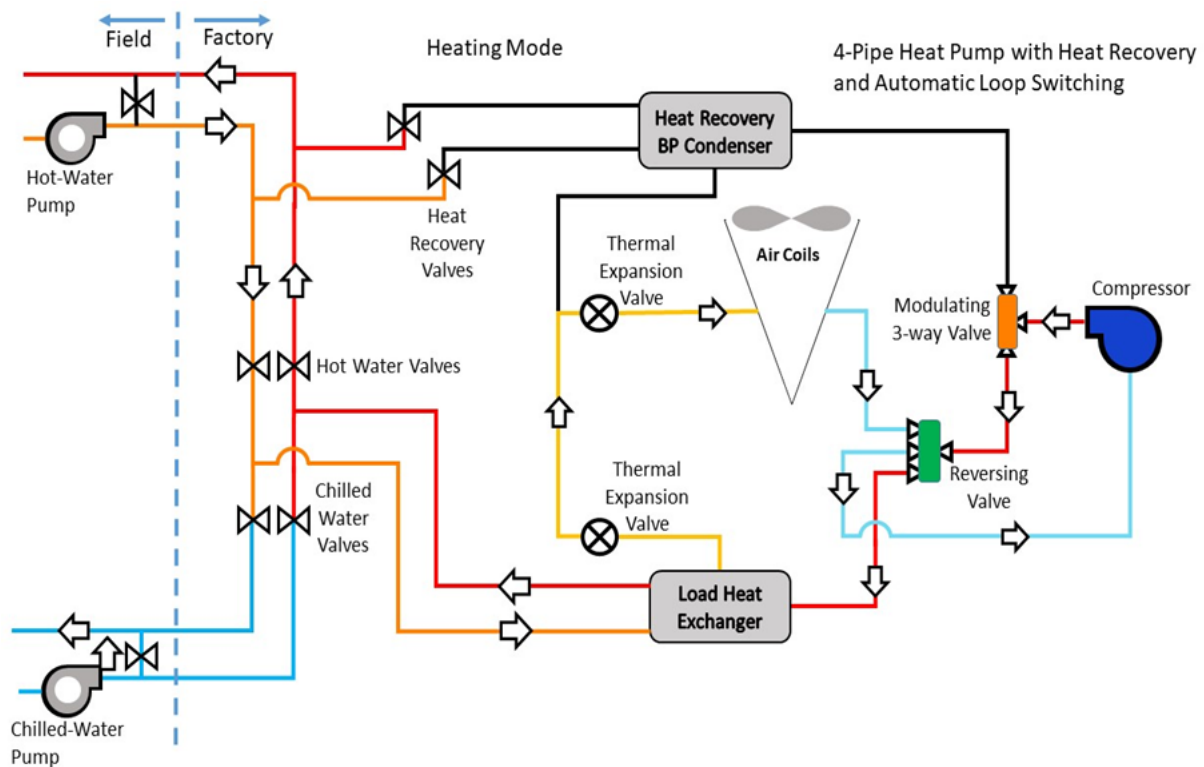 Field
Factory
Heating Mode
4-Pipe Heat Pump with Heat Recovery
and Automatic Loop Switching
Heat Recovery
BP Condenser
Hot-Water
Pump
Heat
Recovery
Valves
Thermal
Expansion
Valve
Air Coils
Modulating
3-way Valve
Compressor
Hot Water Valves
Chilled
Water
Valves
Thermal
Expansion
Valve
Reversing
Valve
Load Heat
Exchanger
Chilled-Water
Pump